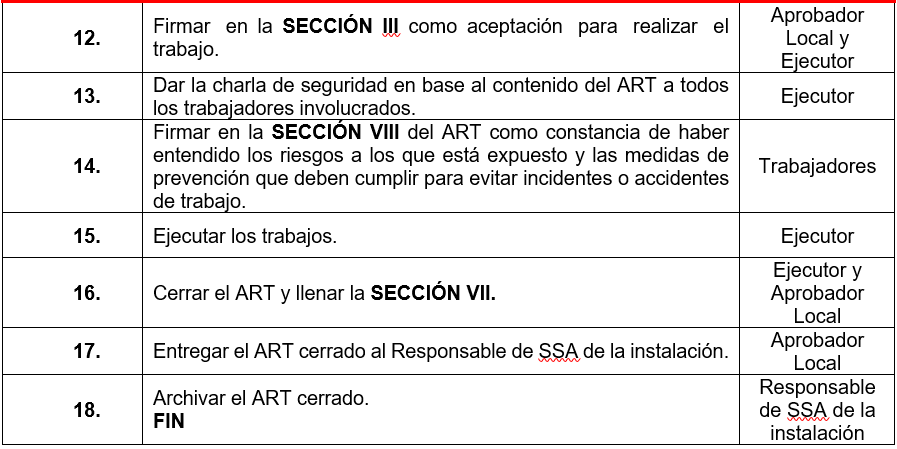 12.
Firmar en la SECCIÓN III como aceptación para realizar el
trabajo.
Aprobador
Local y
Ejecutor
13.
Dar la charla de seguridad en base al contenido del ART a todos
los trabajadores involucrados.
Ejecutor
14.
Firmar en la SECCIÓN VIII del ART como constancia de haber
entendido los riesgos a los que está expuesto y las medidas de
prevención que deben cumplir para evitar incidentes o accidentes
de trabajo.
Trabajadores
15.
Ejecutar los trabajos.
Ejecutor
16.
Cerrar el ART y llenar la SECCIÓN VII.
Ejecutor y
Aprobador
Local
17.
Entregar el ART cerrado al Responsable de SSA de la instalación.
Aprobador
Local
18.
Archivar el ART cerrado.
FIN
Responsable
de SSA de la
instalación